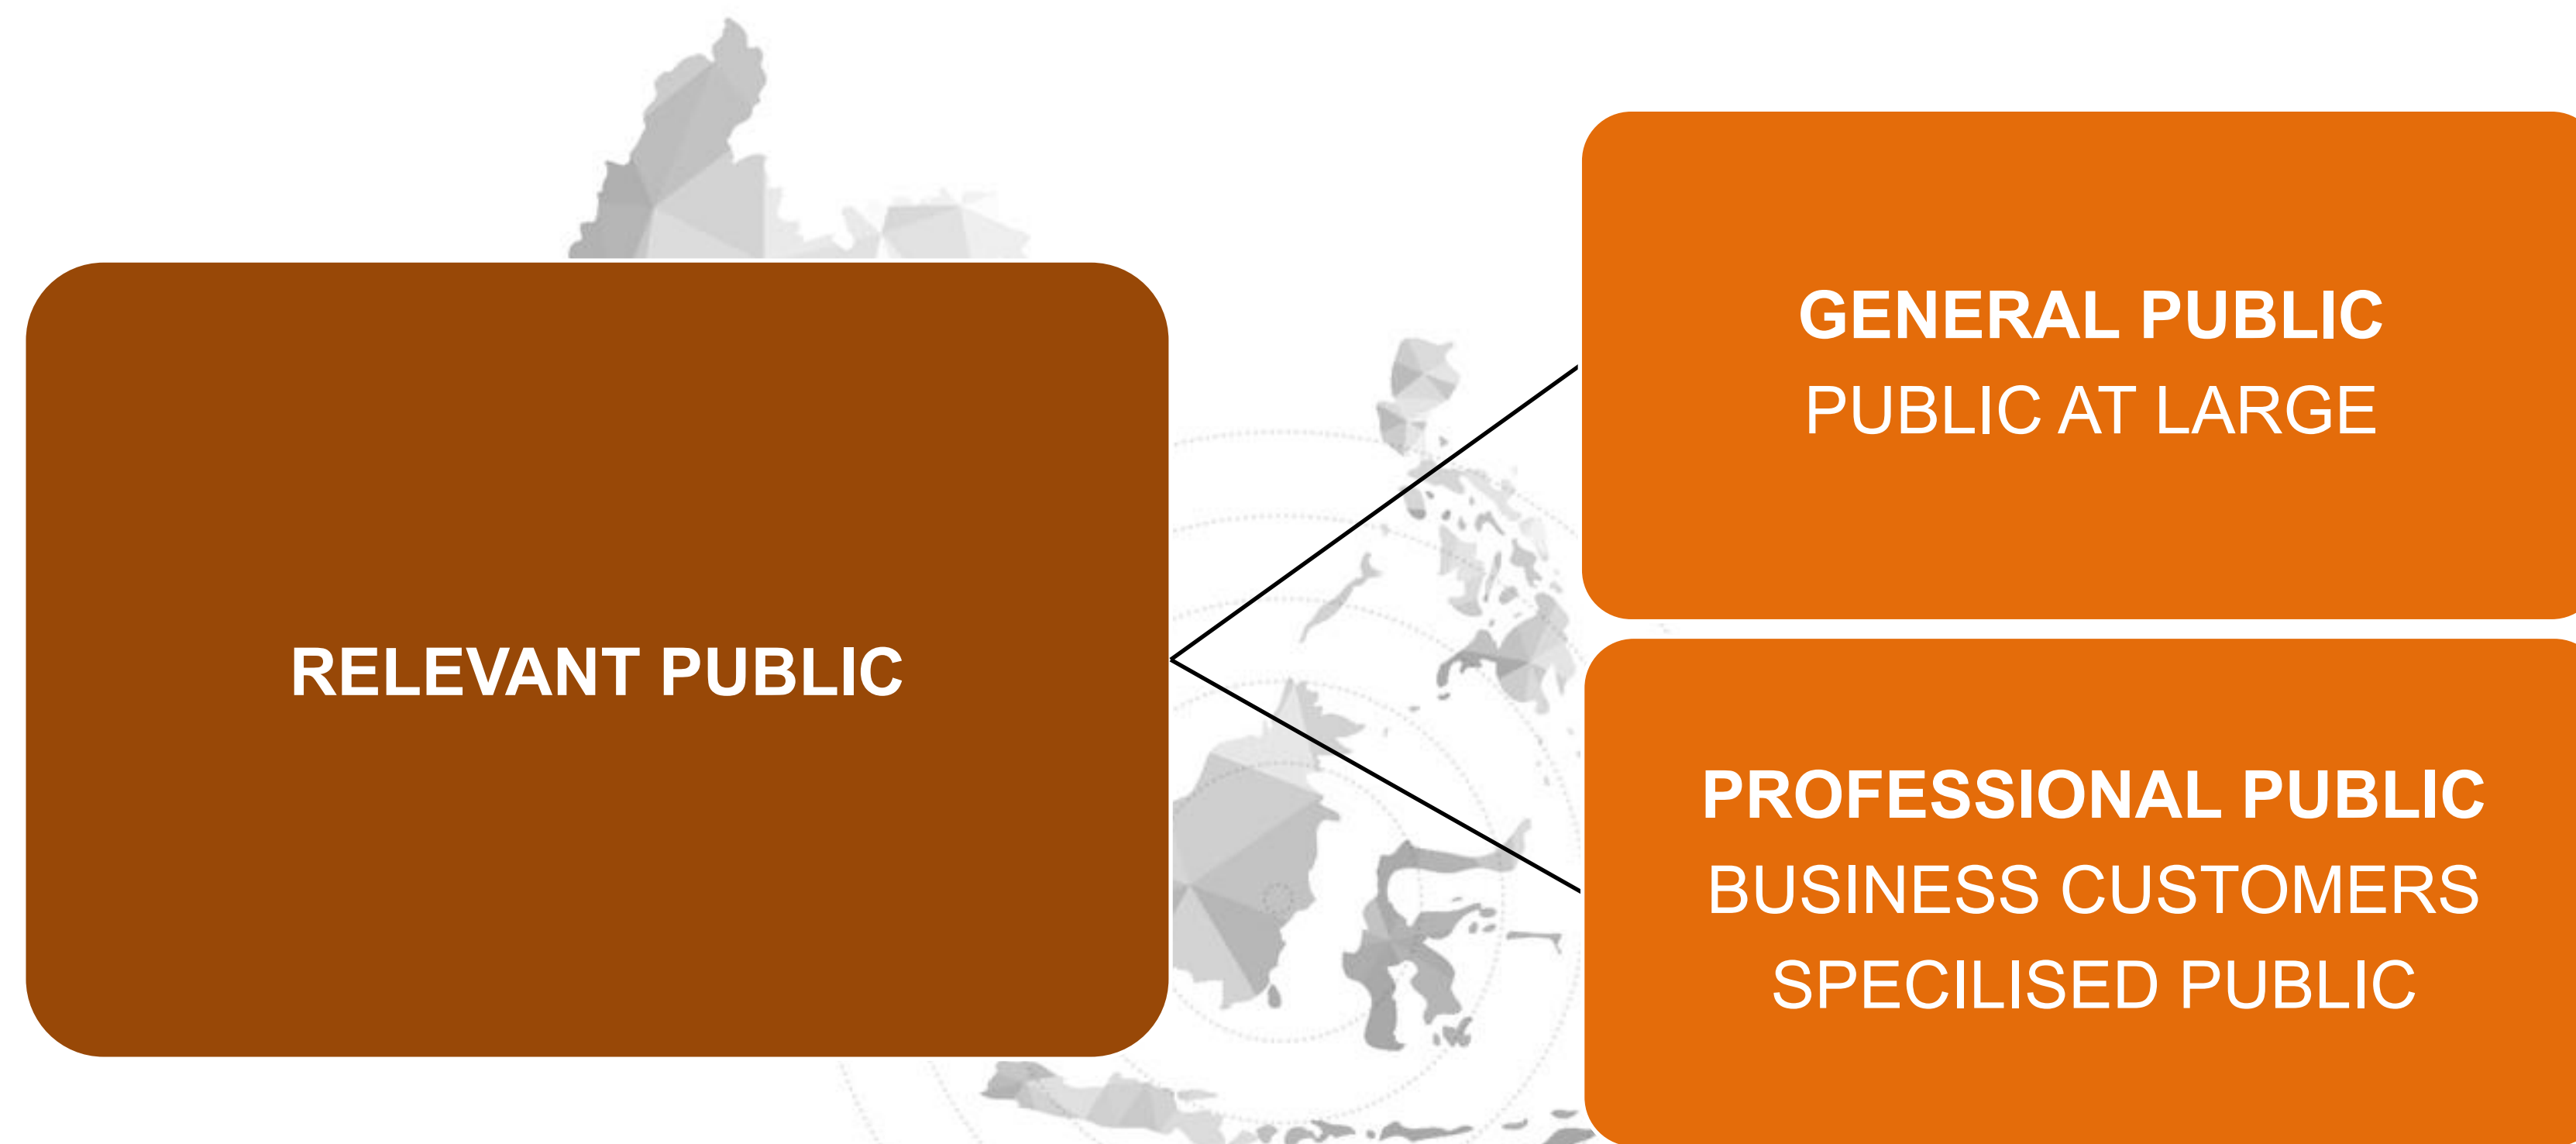 RELEVANT PUBLIC
GENERAL PUBLIC
PUBLIC AT LARGE
PROFESSIONAL PUBLIC
BUSINESS CUSTOMERS
SPECILISED PUBLIC